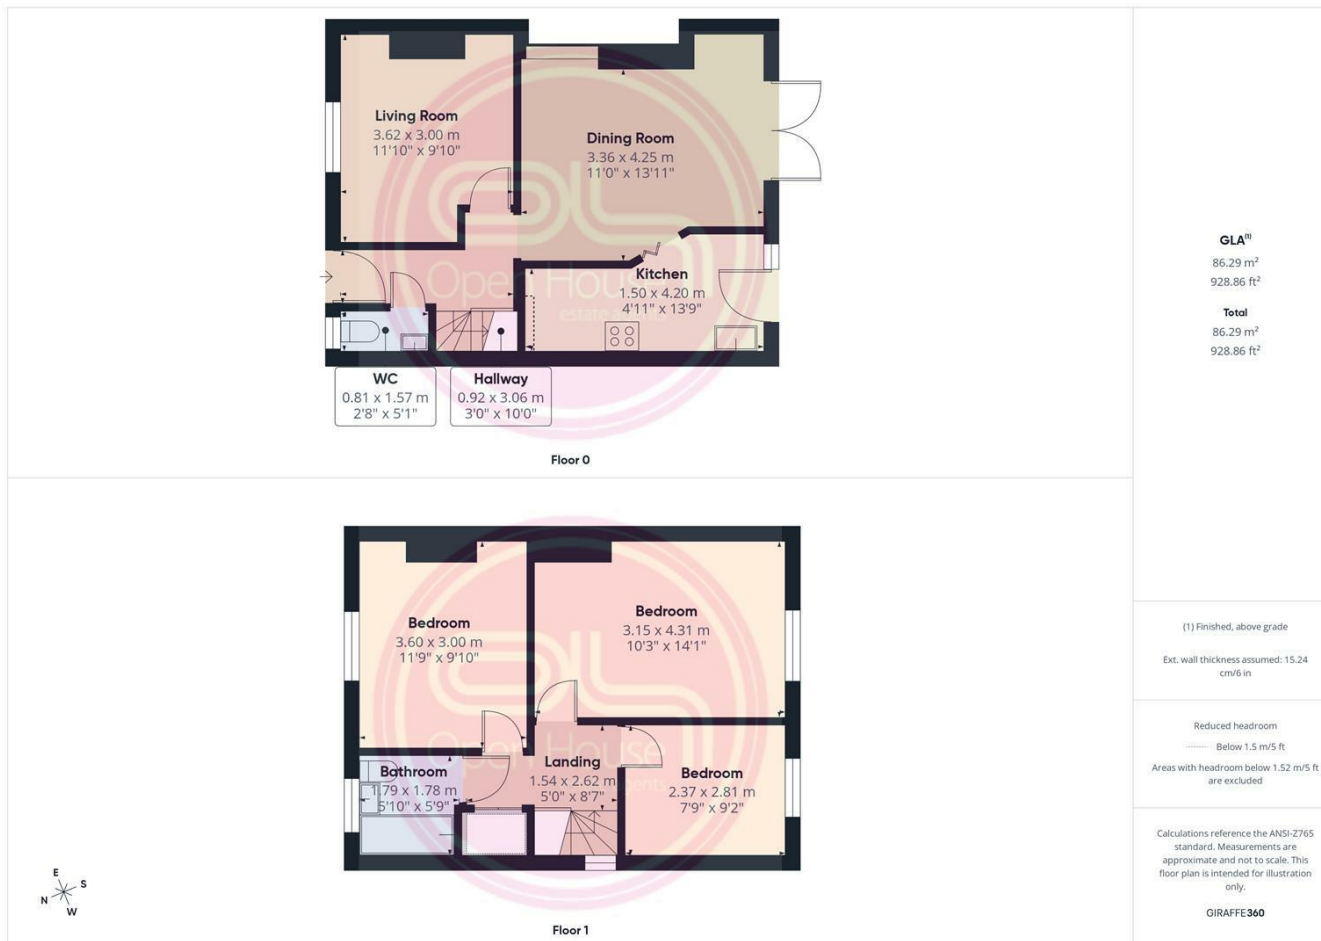 Living Room
3.62 x 3.00 m
11'10" x 9'10"
Dining Room
3.36 x 4.25 m
11'0" x 13'11"
Kitchen
1.50 x 4.20 m
4'11" x 13'9"
Open House
estate agents
WC
0.81 x 1.57 m
2'8" x 5'1"
Hallway
0.92 x 3.06 m
3'0" x 10'0"
Floor 0
GLA⁽¹⁾
86.29 m²
928.86 ft²
Total
86.29 m²
928.86 ft²
Bedroom
3.60 x 3.00 m
11'9" x 9'10"
Bedroom
3.15 x 4.31 m
10'3" x 14'1"
Open House
agents
Bathroom
1.79 x 1.78 m
5'10" x 5'9"
Landing
1.54 x 2.62 m
5'0" x 8'7"
Bedroom
2.37 x 2.81 m
7'9" x 9'2"
Floor 1
E
S
N
W
(1) Finished, above grade
Ext. wall thickness assumed: 15.24
cm/6 in
Reduced headroom
Below 1.5 m/5 ft
Areas with headroom below 1.52 m/5 ft
are excluded
Calculations reference the ANSI-Z765
standard. Measurements are
approximate and not to scale. This
floor plan is intended for illustration
only.
GIRAFFE360